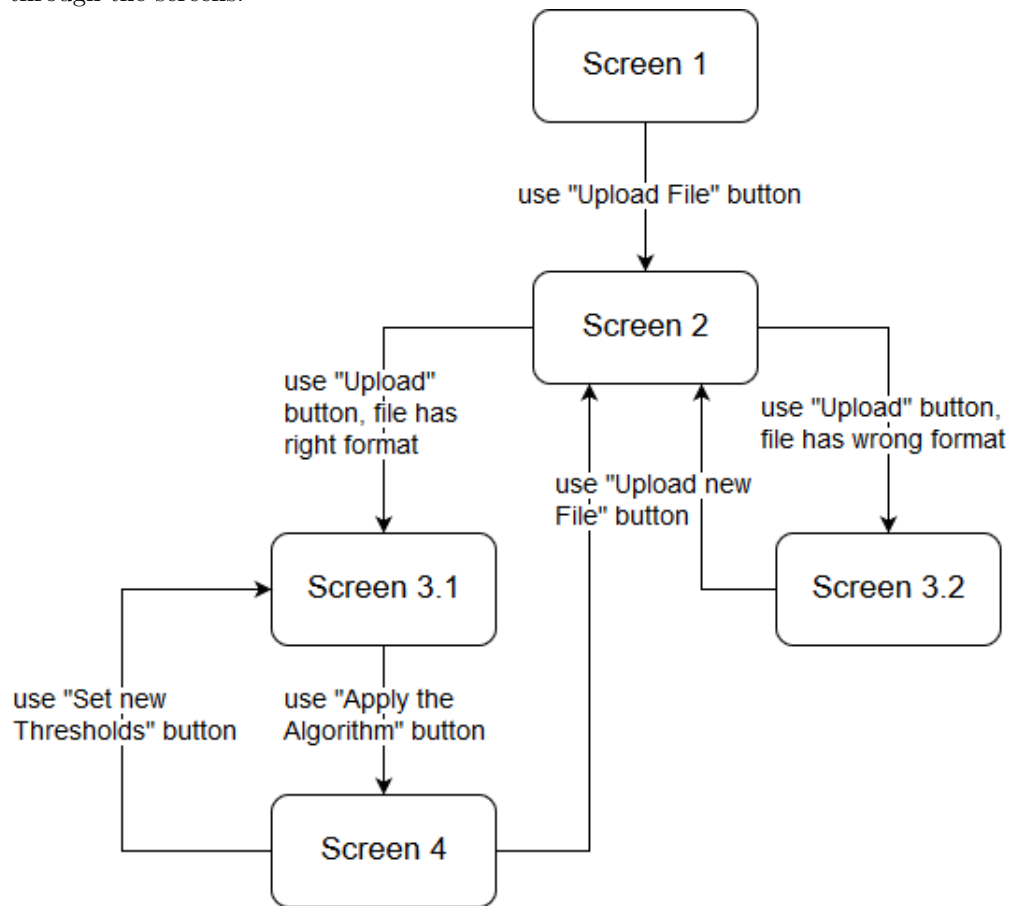 through the screens.
Screen 1
use "Upload File" button
Screen 2
use "Upload"
button, file has
right format
use "Upload" button,
file has wrong format
use "Upload new
File" button
Screen 3.1
Screen 3.2
use "Set new
Thresholds" button
use "Apply the
Algorithm" button
Screen 4